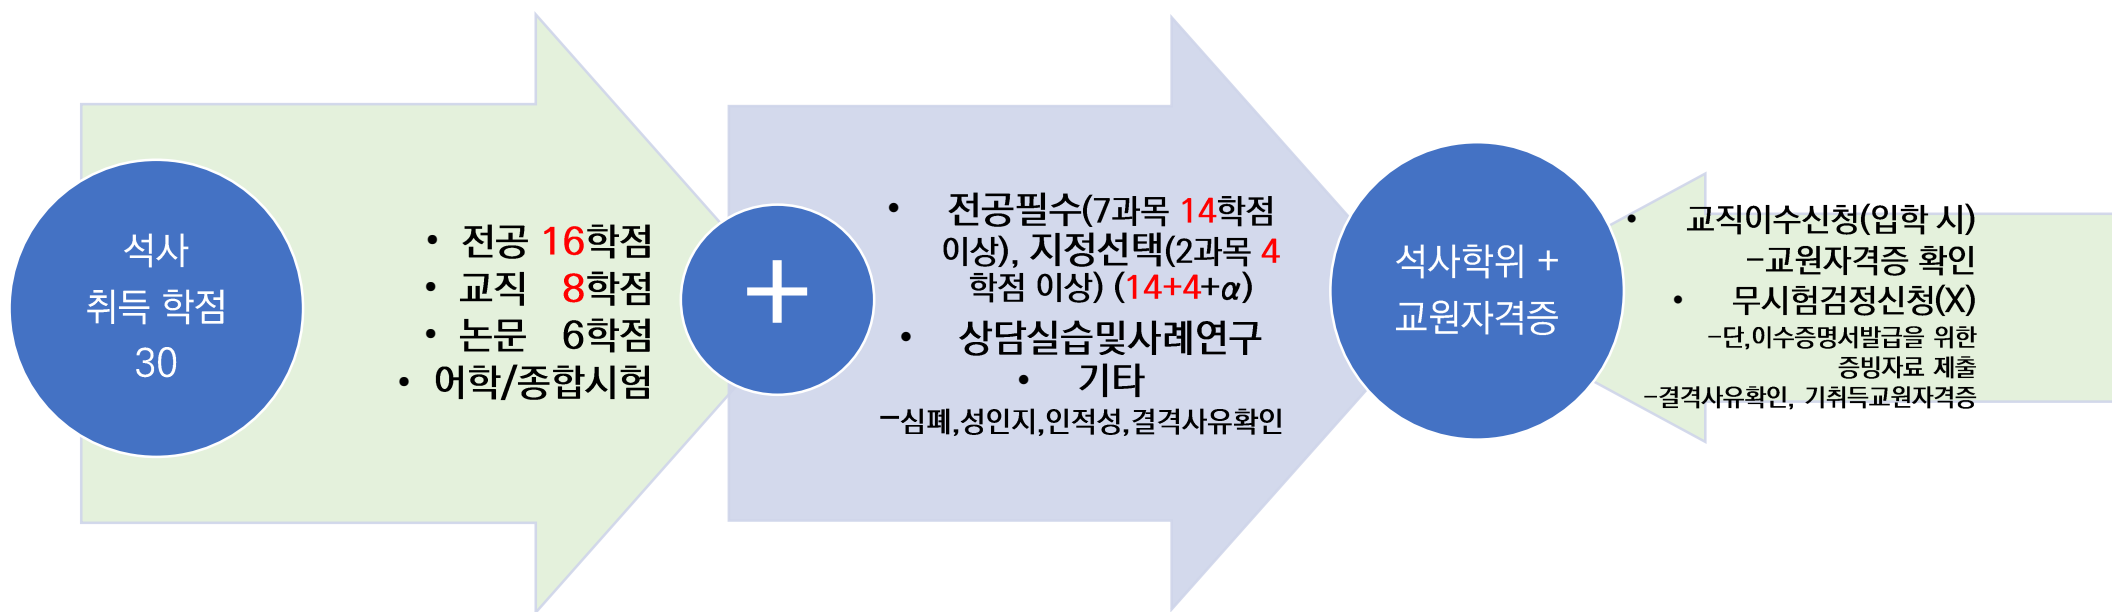 석사
취득 학점
30
• 전공 16학점
• 교직 8학점
• 논문 6학점
• 어학/종합시험
+
• 전공필수(7과목 14학점
이상), 지정선택(2과목 4
학점 이상) (14+4+α)
• 상담실습및사례연구
• 기타
-심폐,성인지,인적성,결격사유확인
석사학위 +
교원자격증
• 교직이수신청(입학 시)
-교원자격증 확인
• 무시험검정신청(X)
-단,이수증명서발급을 위한
증빙자료 제출
-결격사유확인, 기취득교원자격증